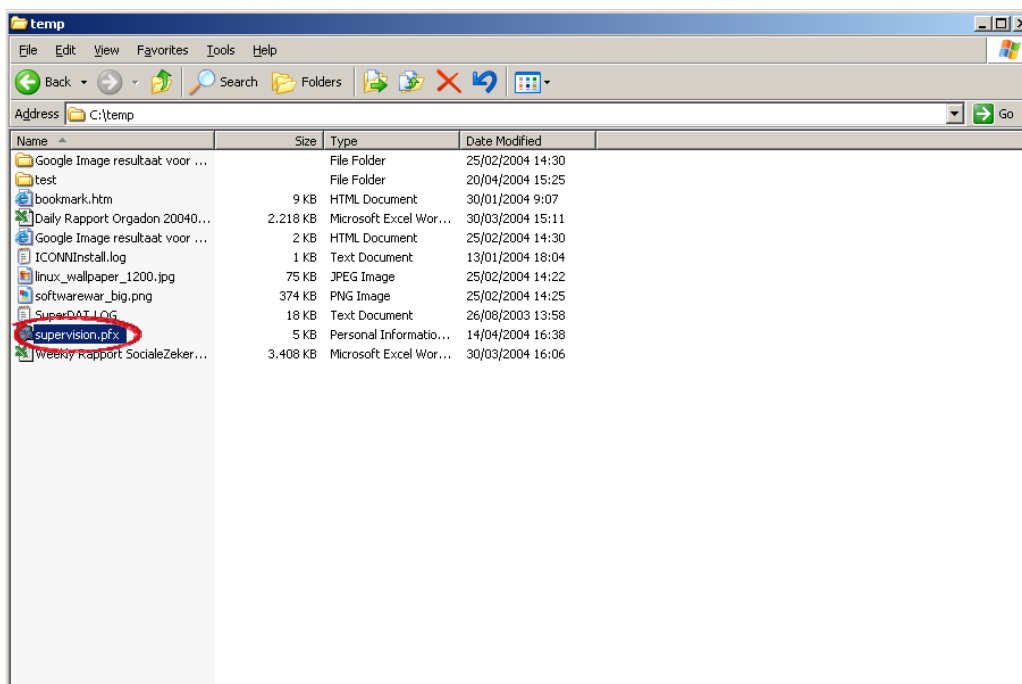 temp
File Edit View Favorites Tools Help
Back Search Folders
Address C:\temp Go
Name Size Type Date Modified
Google Image resultaat voor ... File Folder 25/02/2004 14:30
test File Folder 20/04/2004 15:25
bookmark.htm 9 KB HTML Document 30/01/2004 9:07
Daily Rapport Orgadon 20040... 2.218 KB Microsoft Excel Wor... 30/03/2004 15:11
Google Image resultaat voor ... 2 KB HTML Document 25/02/2004 14:30
ICONNInstall.log 1 KB Text Document 13/01/2004 18:04
linux_wallpaper_1200.jpg 75 KB JPEG Image 25/02/2004 14:22
softwarewar_big.png 374 KB PNG Image 25/02/2004 14:25
SuperDAT.LOG 18 KB Text Document 26/08/2003 13:58
supervision.pfx 5 KB Personal Informatio... 14/04/2004 16:38
Weekly Rapport SocialeZeker... 3.408 KB Microsoft Excel Wor... 30/03/2004 16:06